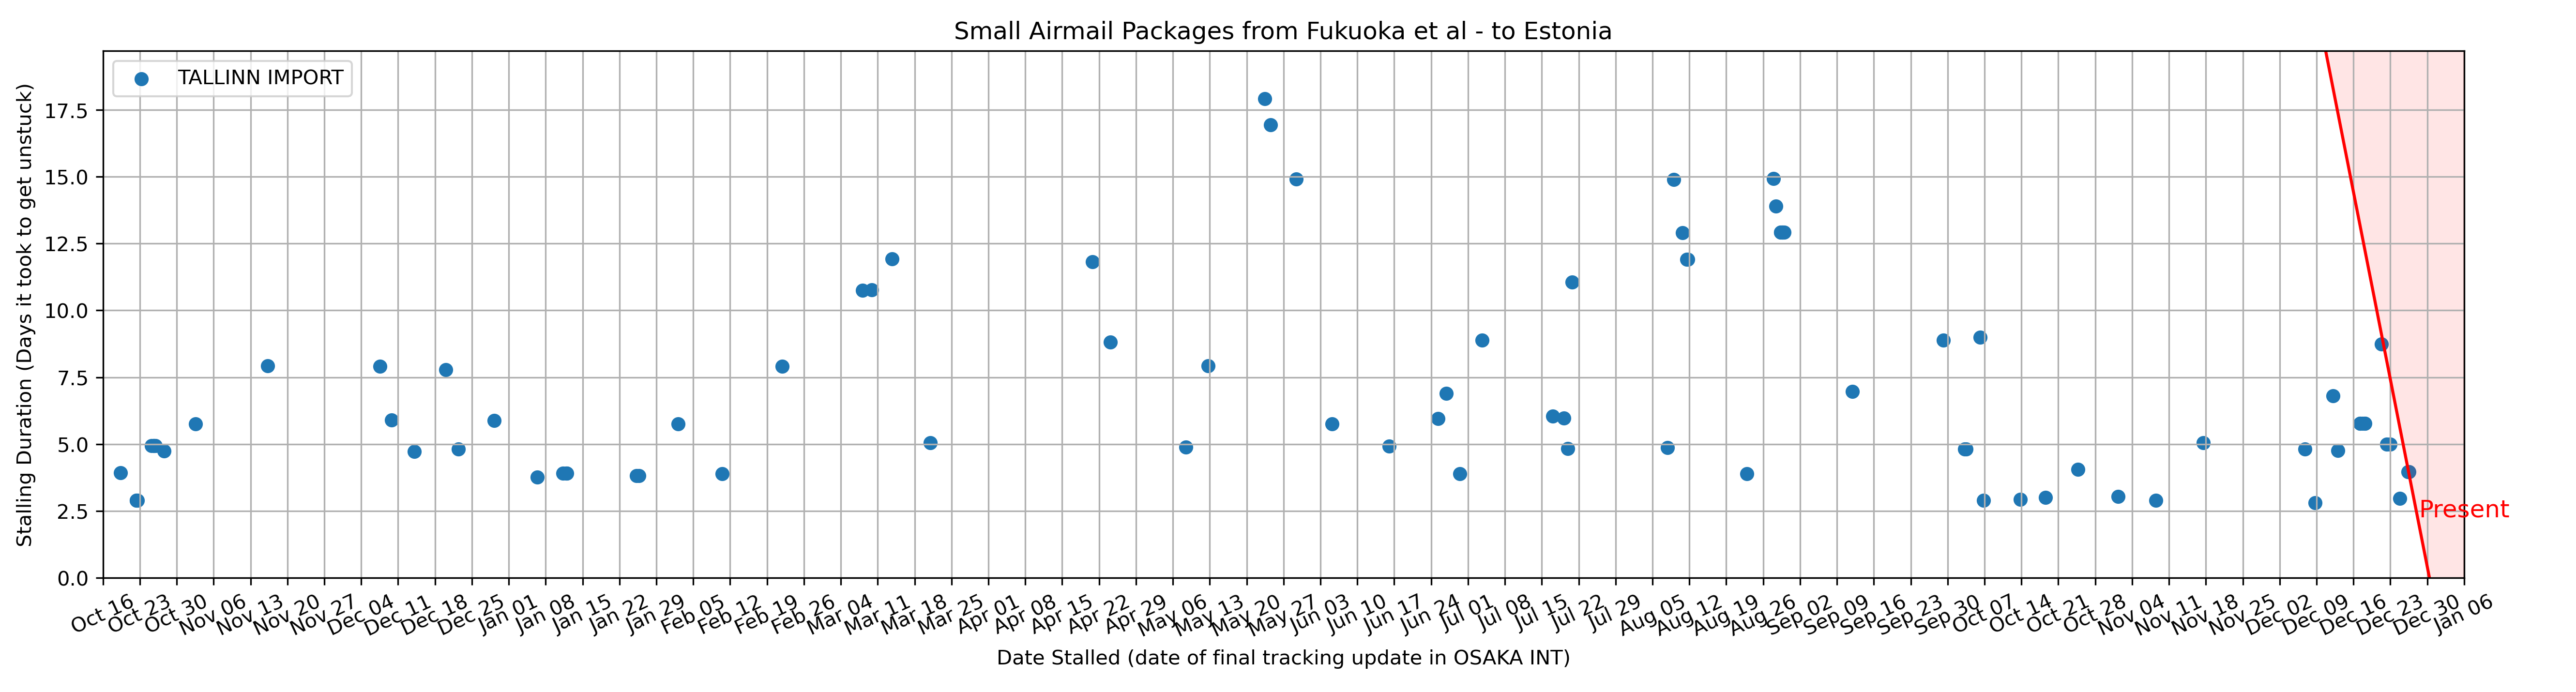 Small Airmail Packages from Fukuoka et al - to Estonia
TALLINN IMPORT
Stalling Duration (Days it took to get unstuck)
17.5
15.0
12.5
10.0
7.5
5.0
2.5
0.0
Present
Oct 16 Oct 23 Oct 30 Nov 06 Nov 13 Nov 20 Nov 27 Dec 04 Dec 11 Dec 18 Dec 25 Jan 01 Jan 08 Jan 15 Jan 22 Jan 29 Feb 05 Feb 12 Feb 19 Feb 26 Mar 04 Mar 11 Mar 18 Mar 25 Apr 01 Apr 08 Apr 15 Apr 22 Apr 29 May 06 May 13 May 20 May 27 Jun 03 Jun 10 Jun 17 Jun 24 Jul 01 Jul 08 Jul 15 Jul 22 Jul 29 Aug 05 Aug 12 Aug 19 Aug 26 Sep 02 Sep 09 Sep 16 Sep 23 Sep 30 Oct 07 Oct 14 Oct 21 Oct 28 Nov 04 Nov 11 Nov 18 Nov 25 Dec 02 Dec 09 Dec 16 Dec 23 Dec 30 Jan 06
Date Stalled (date of final tracking update in OSAKA INT)